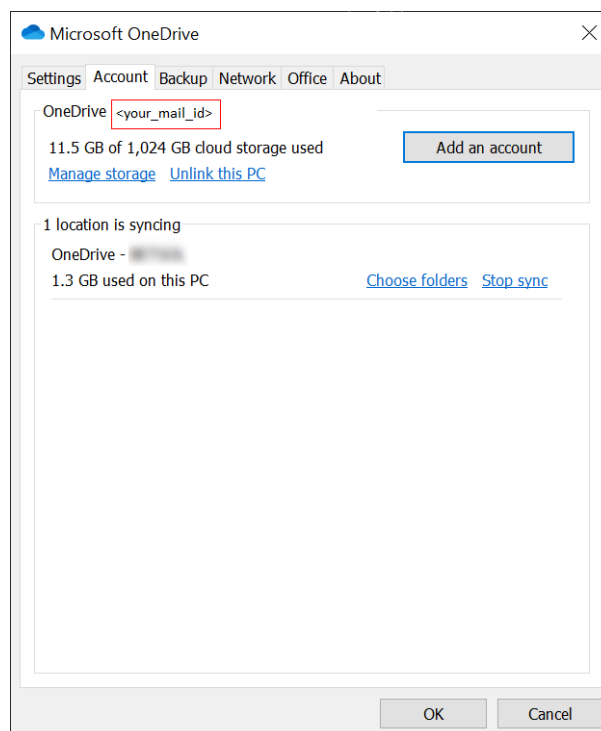 Microsoft OneDrive
Settings Account Backup Network Office About
OneDrive <your_mail_id>
11.5 GB of 1,024 GB cloud storage used
Add an account
Manage storage Unlink this PC
1 location is syncing
OneDrive -
1.3 GB used on this PC
Choose folders Stop sync
OK Cancel